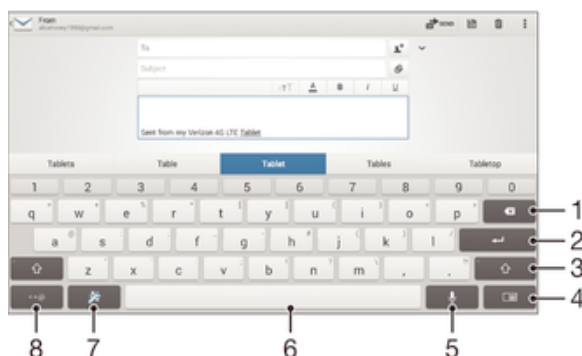 From
To
Subject
T A B I U
Sent from my Verizon 4G LTE Tablet
Tablets Table Tablet Tables Tabletop
1 2 3 4 5 6 7 8 9 0
q w e r t y u i o p 1
a s d f g h j k l 2
z x c v b n m , . 3
4
8 7 6 5